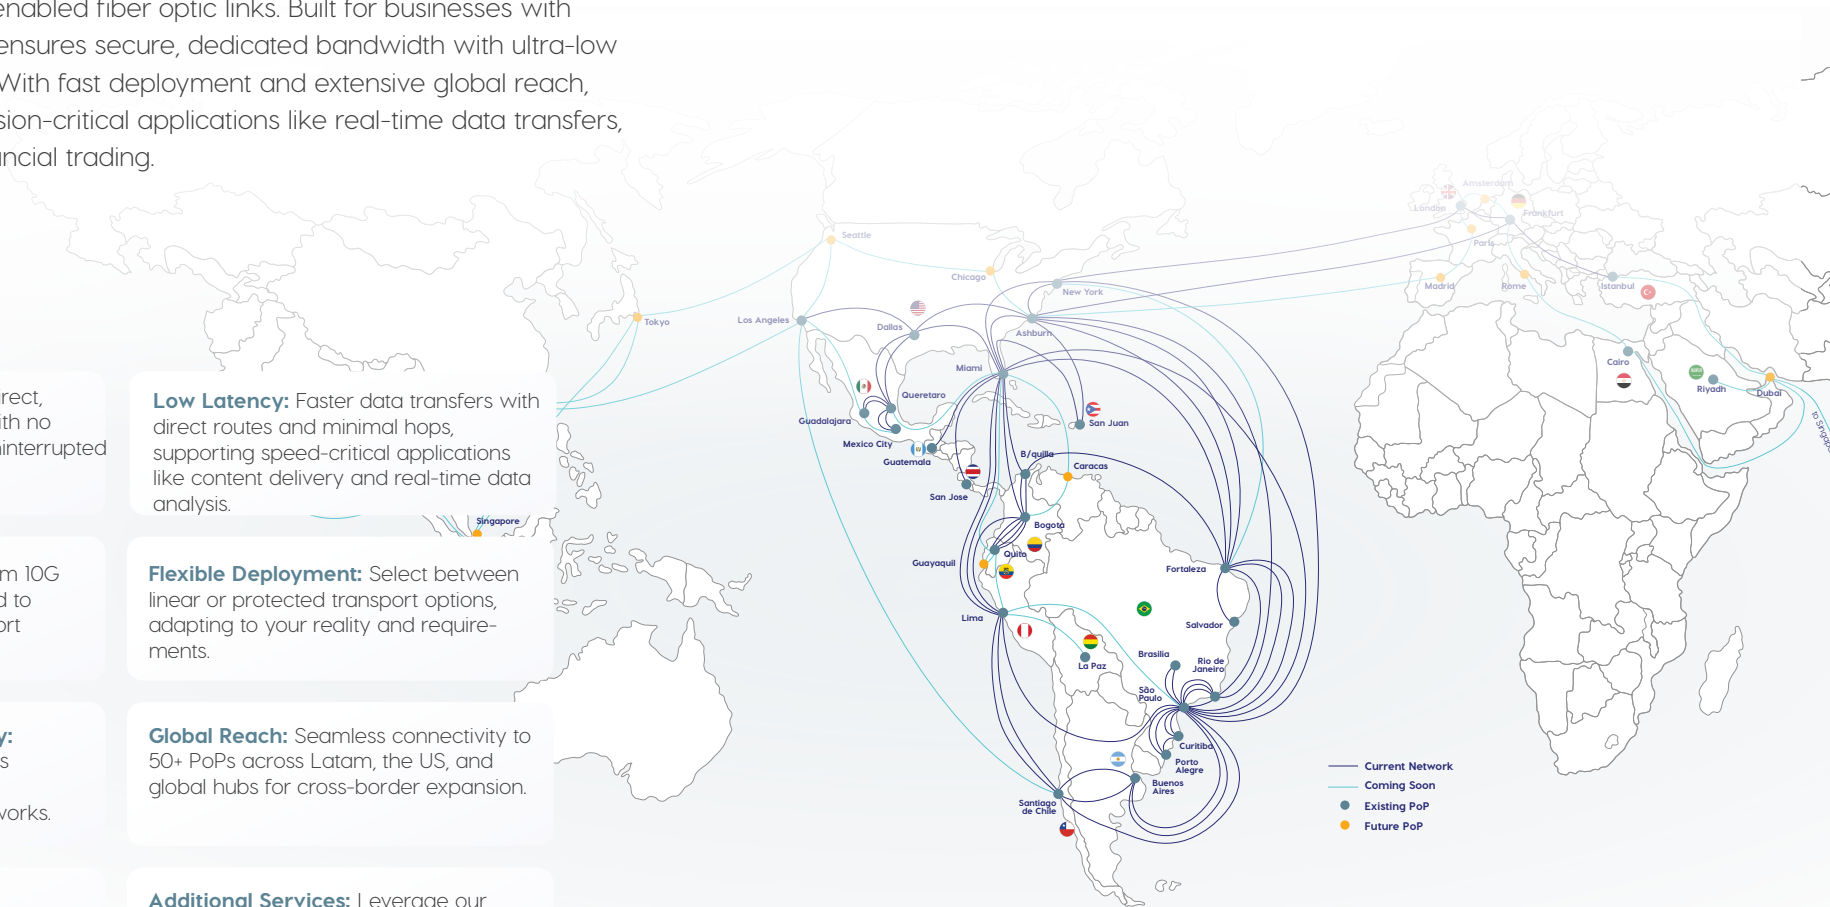 enabled fiber optic links. Built for businesses with
ensures secure, dedicated bandwidth with ultra-low
With fast deployment and extensive global reach,
sion-critical applications like real-time data transfers,
ncial trading.
irect,
ith no
interrupted
Low Latency: Faster data transfers with
direct routes and minimal hops,
supporting speed-critical applications
like content delivery and real-time data
analysis.
m 10G
d to
ort
Flexible Deployment: Select between
linear or protected transport options,
adapting to your reality and require-
ments.
y:
s
works.
Global Reach: Seamless connectivity to
50+ PoPs across Latam, the US, and
global hubs for cross-border expansion.
Additional Services: Leverage our
Amsterdam
London
Frankfurt
Paris
Seattle
Chicago
New York
Madrid
Rome
Istanbul
Tokyo
Los Angeles
Dallas
Ashburn
Miami
Cairo
Riyadh
Dubai
Queretaro
Guadalajara
Mexico City
San Juan
Guatemala
B/quilla
Caracas
San Jose
Singapore
Bogota
Quito
Guayaquil
Fortaleza
Lima
Salvador
Brasilia
Rio de
Janeiro
La Paz
São
Paulo
Curitiba
Porto
Alegre
Buenos
Aires
Santiago
de Chile
Current Network
Coming Soon
Existing PoP
Future PoP